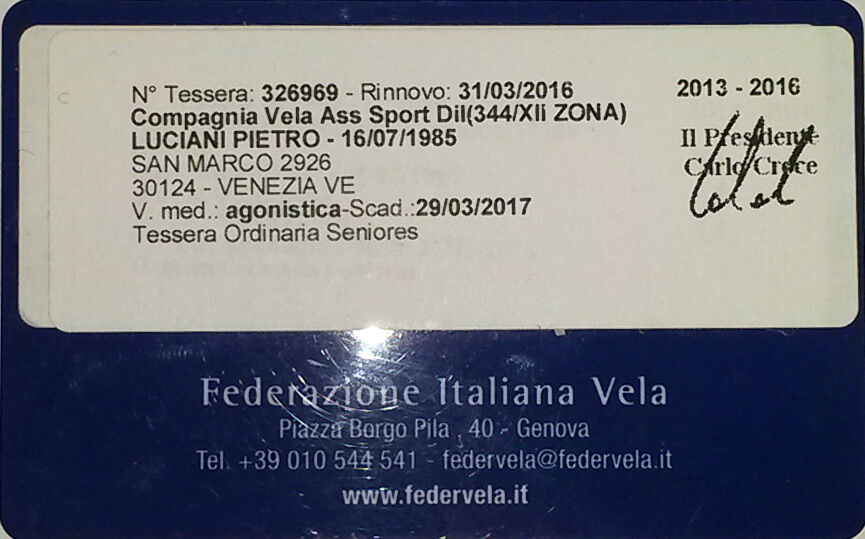 N° Tessera: 326969 - Rinnovo: 31/03/2016
Compagnia Vela Ass Sport Dil(344/XIi ZONA)
LUCIANI PIETRO - 16/07/1985
SAN MARCO 2926
30124 - VENEZIA VE
V. med.: agonistica-Scad.:29/03/2017
Tessera Ordinaria Seniores
2013 - 2016
Il Presidente
Carlo Croce
Federazione Italiana Vela
Piazza Borgo Pila , 40 - Genova
Tel. +39 010 544 541 - federvela@federvela.it
www.federvela.it